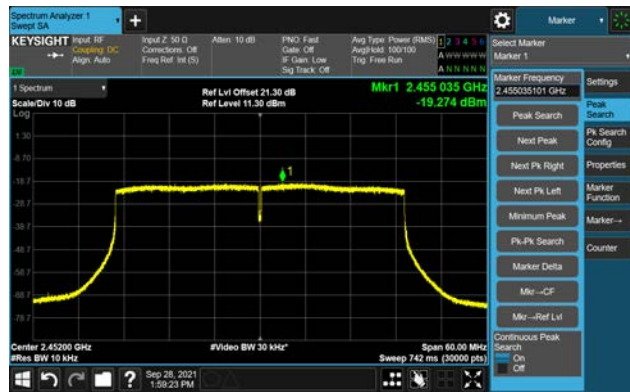 Spectrum Analyzer 1
Swept SA
Marker
KEYSIGHT
Input: RF
Coupling: DC
Align: Auto
Input Z: 50 Ω
Corrections: Off
Freq Ref: Int (S)
Atten: 10 dB
PNO: Fast
Gate: Off
IF Gain: Low
Sig Track: Off
Avg Type: Power (RMS)
Avg|Hold: 100/100
Trig: Free Run
1 2 3 4 5 6
A W W W W W
A N N N N N
Select Marker
Marker 1
1 Spectrum
Scale/Div 10 dB
Log
Ref Lvl Offset 21.30 dB
Ref Level 11.30 dBm
Mkr1 2.455 035 GHz
-19.274 dBm
1.30
-8.70
-18.7
-28.7
-38.7
-48.7
-58.7
-68.7
-78.7
1
Center 2.45200 GHz
#Res BW 10 kHz
#Video BW 30 kHz*
Span 60.00 MHz
Sweep 742 ms (30000 pts)
Marker Frequency
2.455035101 GHz
Peak Search
Next Peak
Next Pk Right
Next Pk Left
Minimum Peak
Pk-Pk Search
Marker Delta
Mkr→CF
Mkr→Ref Lvl
Continuous Peak
Search
On
Off
Settings
Peak
Search
Pk Search
Config
Properties
Marker
Function
Marker→
Counter
Sep 28, 2021
1:59:23 PM